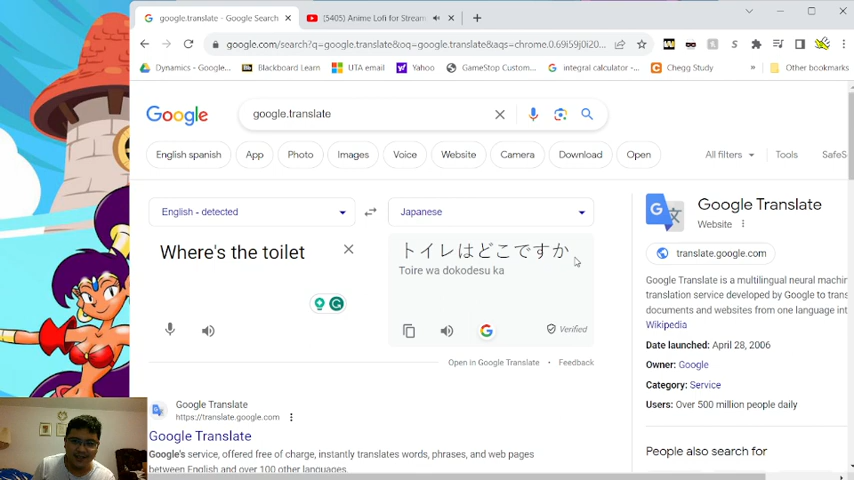 google.translate - Google Search
(5405) Anime Lofi for Stream
google.com/search?q=google.translate&oq=google.translate&aqs=chrome.0.69i59j0i20...
Dynamics - Google...
Blackboard Learn
UTA email
Yahoo
GameStop Custom...
integral calculator -...
Chegg Study
»
Other bookmarks
Google
google.translate
English spanish
App
Photo
Images
Voice
Website
Camera
Download
Open
All filters
Tools
SafeS
English - detected
Japanese
Where's the toilet
トイレはどこですか
Toire wa dokodesu ka
Verified
Open in Google Translate • Feedback
Google Translate
https://translate.google.com
Google Translate
Google's service, offered free of charge, instantly translates words, phrases, and web pages
between English and over 100 other languages.
Google Translate
Website
translate.google.com
Google Translate is a multilingual neural machin
translation service developed by Google to trans
documents and websites from one language int
Wikipedia
Date launched: April 28, 2006
Owner: Google
Category: Service
Users: Over 500 million people daily
People also search for